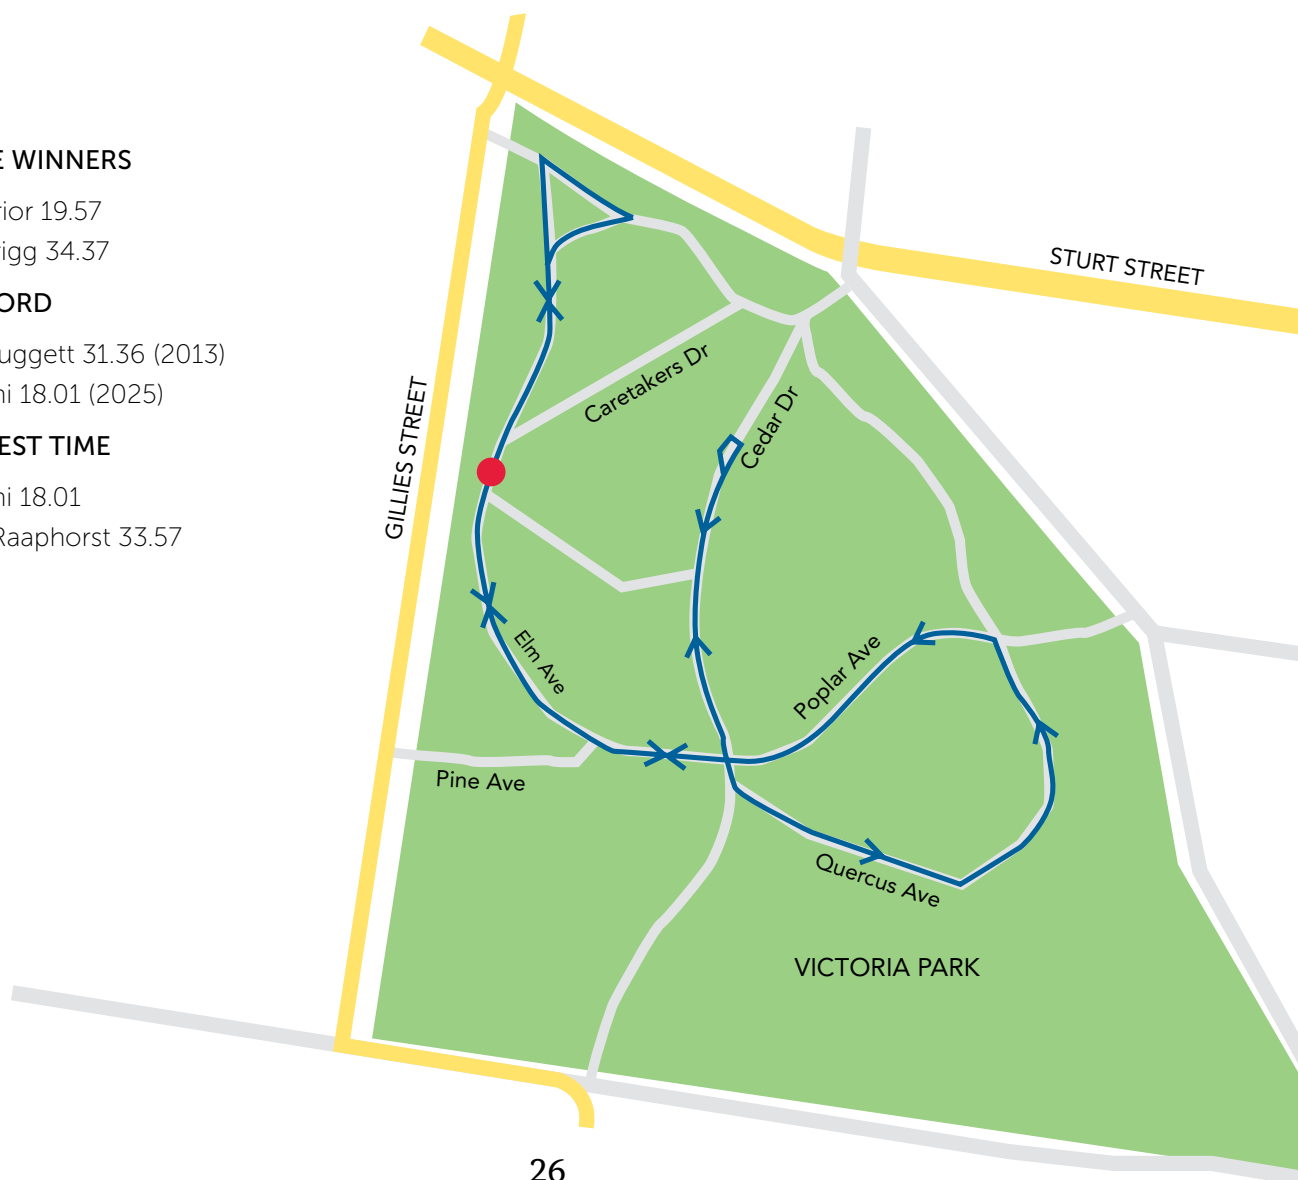 E WINNERS
rior 19.57
rigg 34.37
ORD
uggett 31.36 (2013)
ni 18.01 (2025)
EST TIME
ni 18.01
Raaphorst 33.57
STURT STREET
GILLIES STREET
Caretakers Dr
Cedar Dr
Elm Ave
Poplar Ave
Pine Ave
Quercus Ave
VICTORIA PARK
26